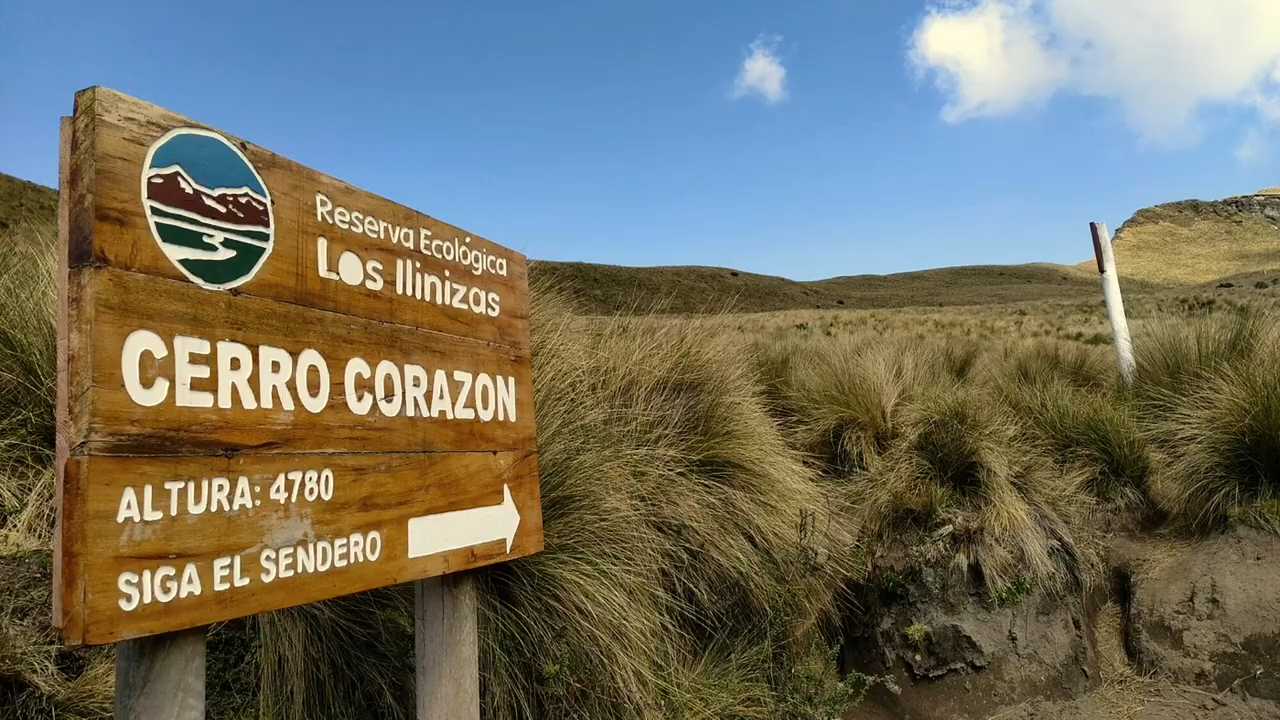 Reserva Ecológica
Los Ilinizas
CERRO CORAZON
ALTURA: 4780
SIGA EL SENDERO